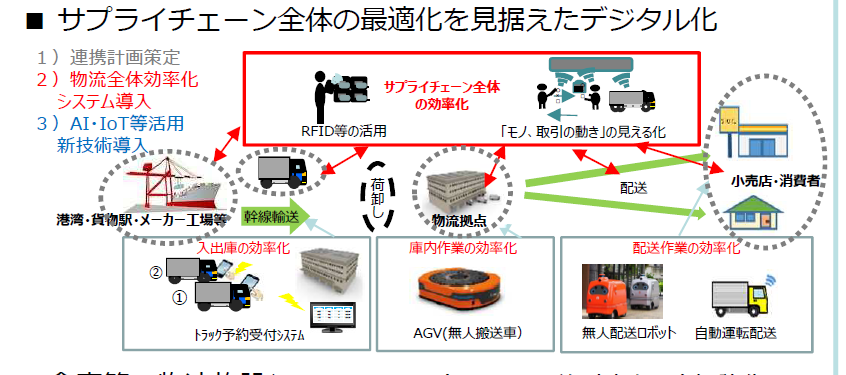 ■ サプライチェーン全体の最適化を見据えたデジタル化
１）連携計画策定
２）物流全体効率化
システム導入
３）AI・IoT等活用
新技術導入
サプライチェーン全体
の効率化
RFID等の活用
「モノ、取引の動き」の見える化
荷卸し
配送
小売店・消費者
物流拠点
港湾・貨物駅・メーカー工場等
幹線輸送
入出庫の効率化
②
①
トラック予約受付システム
庫内作業の効率化
AGV(無人搬送車)
配送作業の効率化
無人配送ロボット
自動運転配送